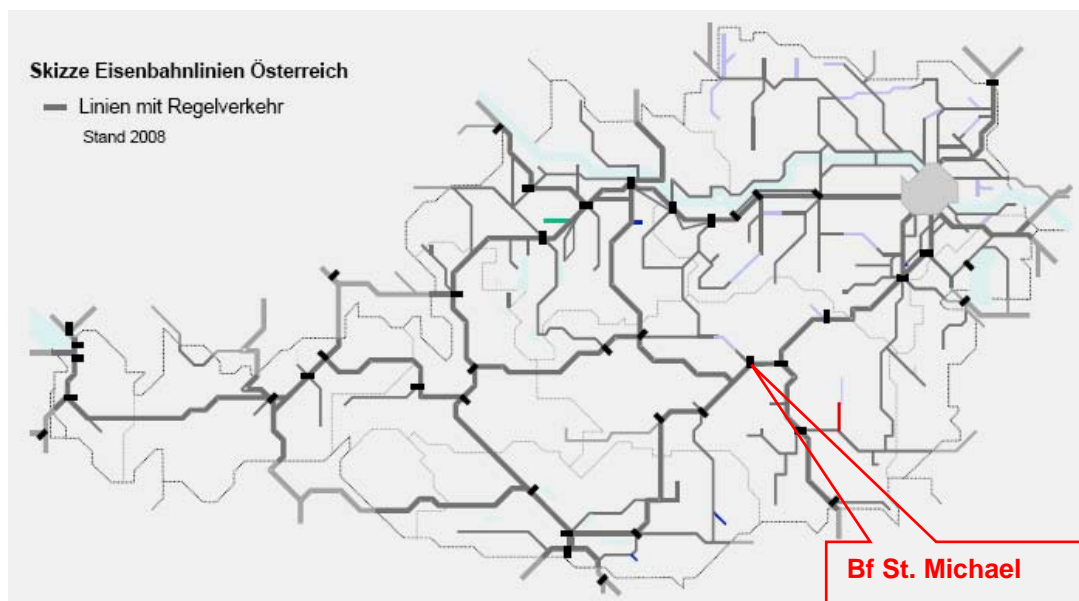 Skizze Eisenbahnlinien Österreich
Linien mit Regelverkehr
Stand 2008
Bf St. Michael